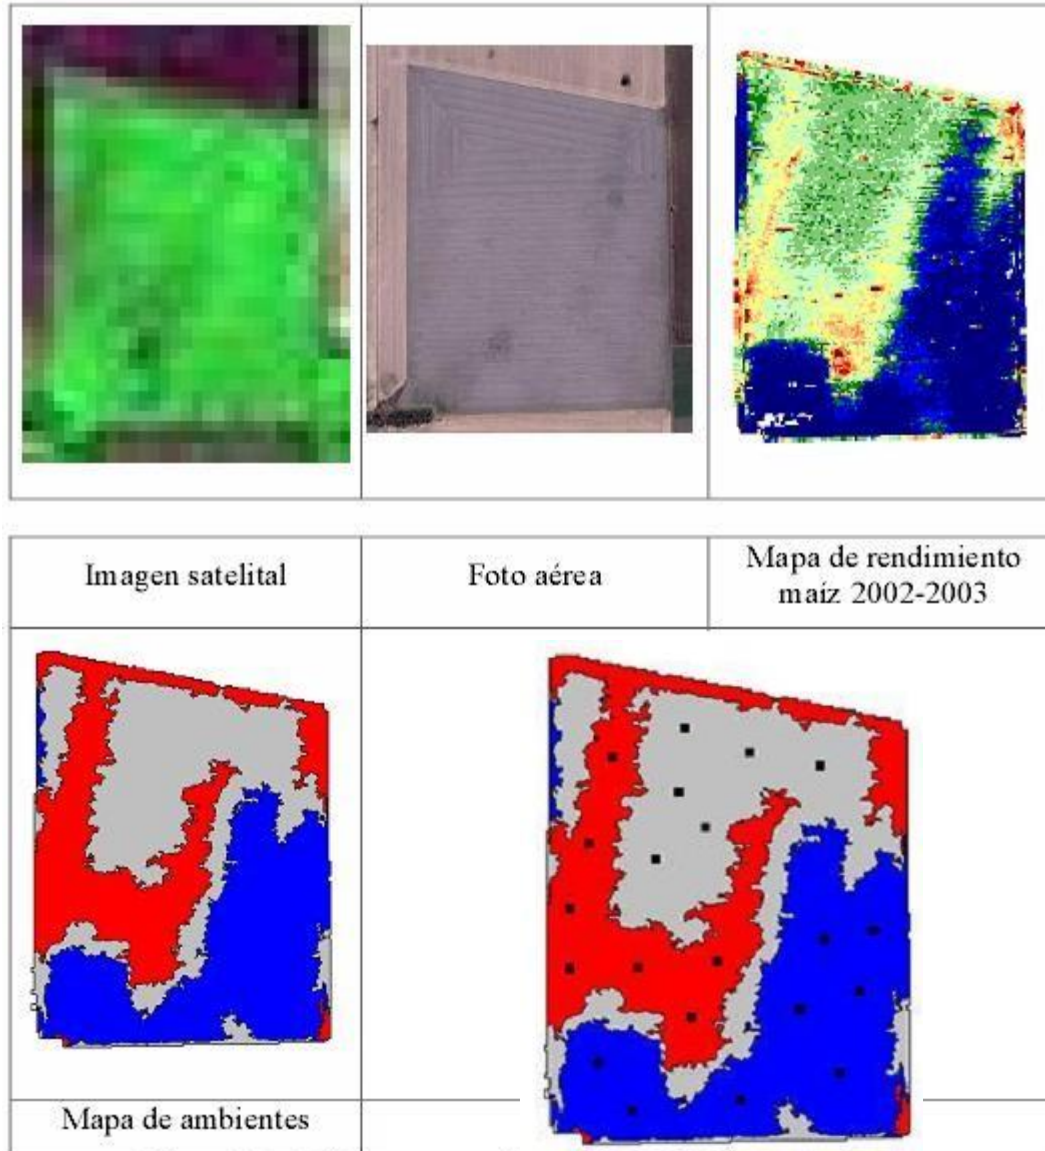 Imagen satelital
Foto aérea
Mapa de rendimiento
maíz 2002-2003
Mapa de ambientes